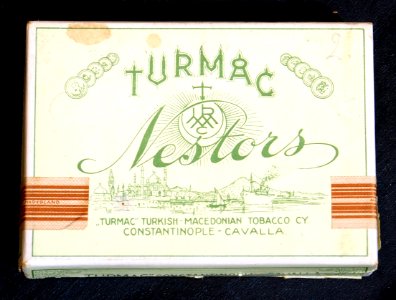 TURMAC
Nestors
„TURMAC" TURKISH-MACEDONIAN TOBACCO CY
CONSTANTINOPLE - CAVALLA